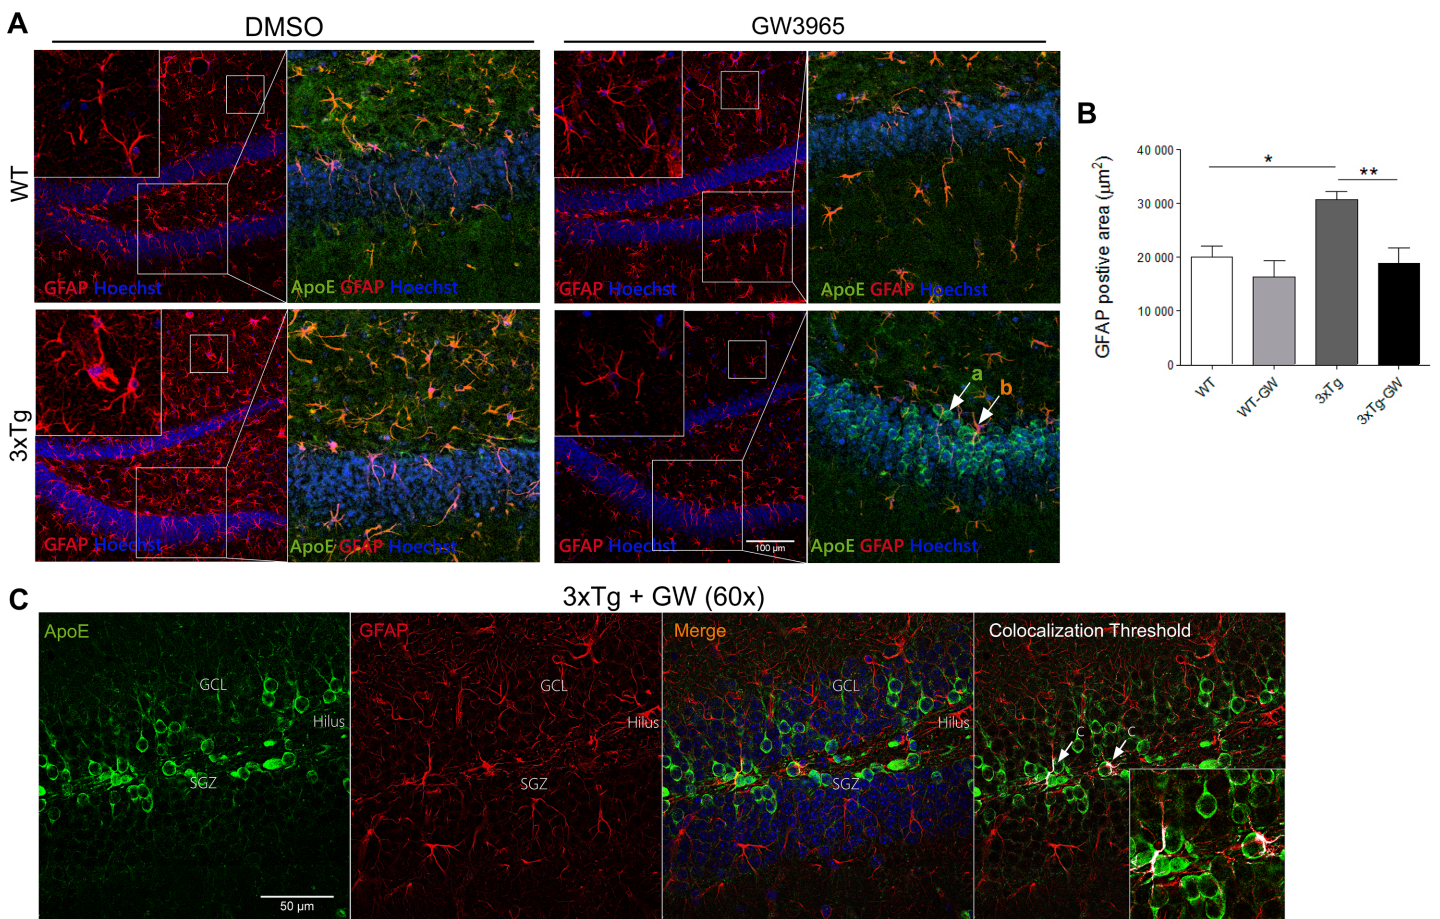 A
DMSO
GW3965
WT
GFAP Hoechst
ApoE GFAP Hoechst
GFAP Hoechst
ApoE GFAP Hoechst
3xTg
GFAP Hoechst
ApoE GFAP Hoechst
GFAP Hoechst
100 µm
a
b
ApoE GFAP Hoechst
B
GFAP postive area (µm²)
40 000
30 000
20 000
10 000
0
*
**
WT
WT-GW
3xTg
3xTg-GW
C
3xTg + GW (60x)
ApoE
GCL
Hilus
SGZ
50 µm
GFAP
GCL
Hilus
SGZ
Merge
GCL
Hilus
SGZ
Colocalization Threshold
C
C